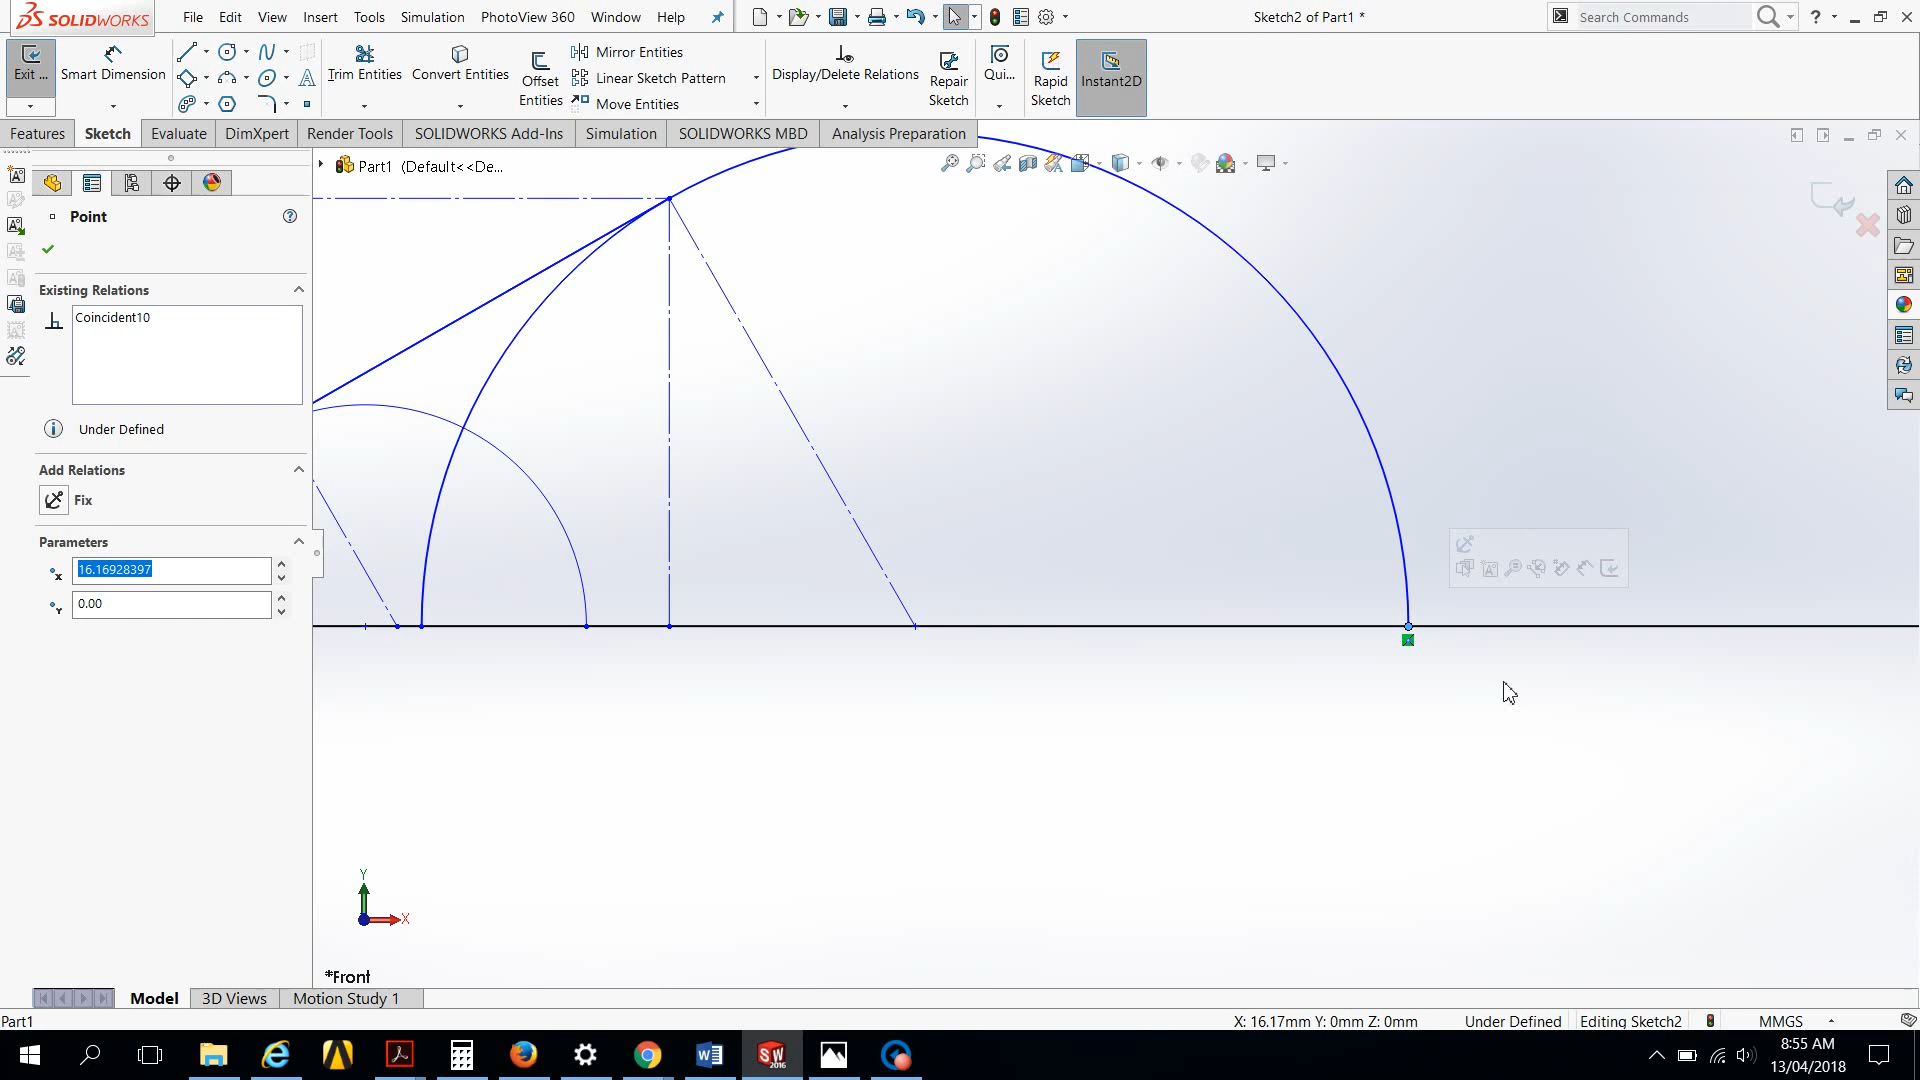 SOLIDWORKS
File Edit View Insert Tools Simulation PhotoView 360 Window Help
Sketch2 of Part1 *
Search Commands
?
Exit ...
Smart Dimension
Trim Entities
Convert Entities
Offset Entities
Mirror Entities
Linear Sketch Pattern
Move Entities
Display/Delete Relations
Repair Sketch
Qui...
Rapid Sketch
Instant2D
Features Sketch Evaluate DimXpert Render Tools SOLIDWORKS Add-Ins Simulation SOLIDWORKS MBD Analysis Preparation
Part1 (Default<<De...
Point
?
Existing Relations
Coincident10
Under Defined
Add Relations
Fix
Parameters
x 16.16928397
Y 0.00
Y
X
*Front
Model 3D Views Motion Study 1
Part1
X: 16.17mm Y: 0mm Z: 0mm Under Defined Editing Sketch2 MMGS
SW 2016
8:55 AM
13/04/2018